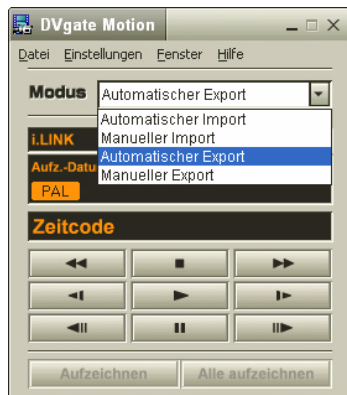 DVgate Motion
Datei Einstellungen Fenster Hilfe
Modus Automatischer Export
Automatischer Import
Manueller Import
Automatischer Export
Manueller Export
i.LINK
Aufz.-Datu
PAL
Zeitcode
Aufzeichnen Alle aufzeichnen